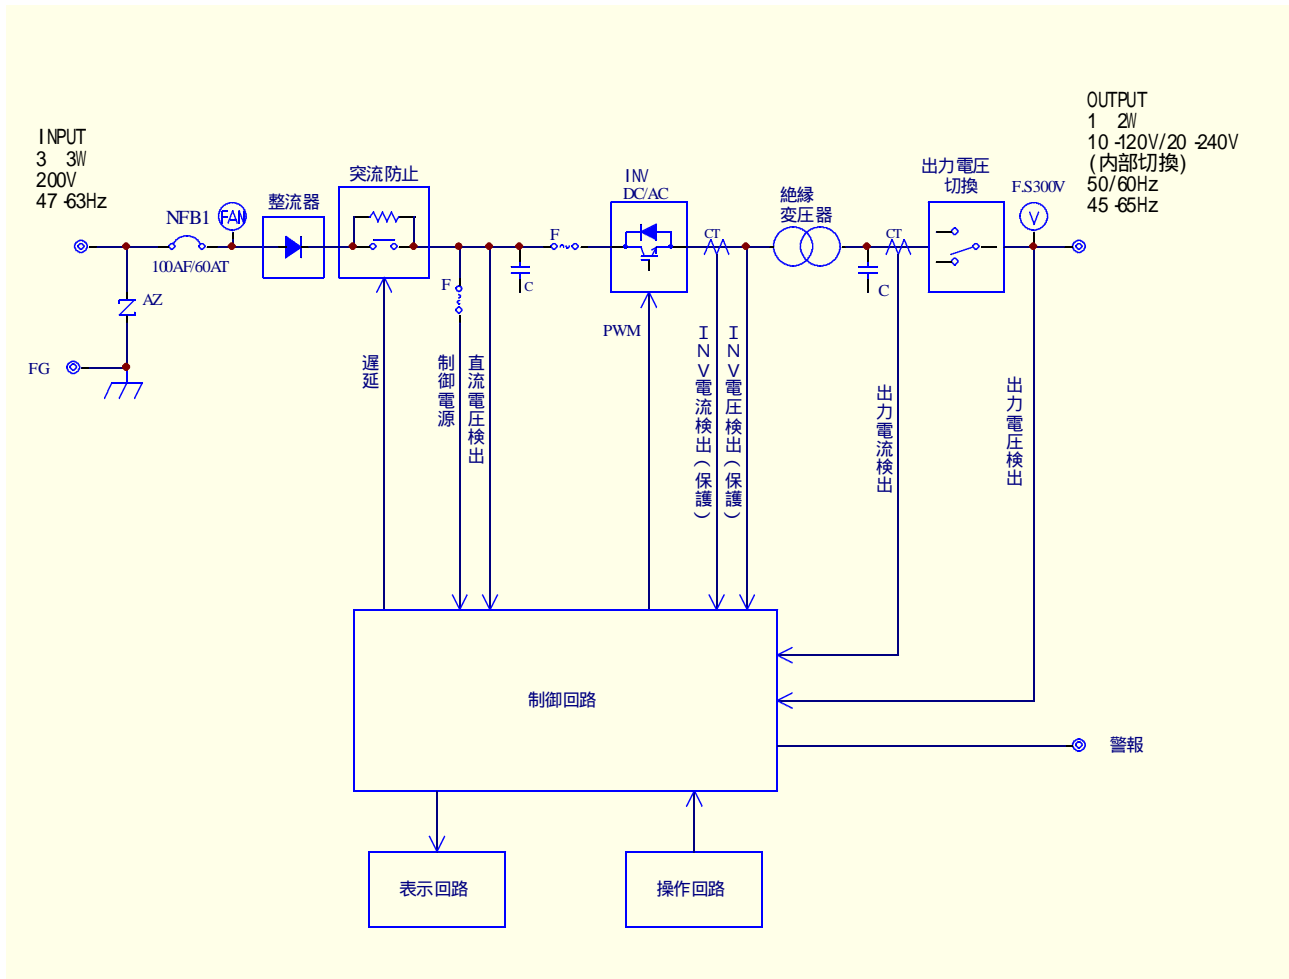 INPUT
3 3W
200V
47-63Hz
NFB1
FAN
100AF/60AT
AZ
FG
整流器
突流防止
F
C
F
INV
DC/AC
CT
絶縁
変圧器
CT
C
出力電圧
切換
F.S300V
V
OUTPUT
1 2W
10-120V/20-240V
(内部切換)
50/60Hz
45-65Hz
遅延
制御電源
直流電圧検出
PWM
INV電流検出(保護)
INV電圧検出(保護)
出力電流検出
出力電圧検出
制御回路
警報
表示回路
操作回路